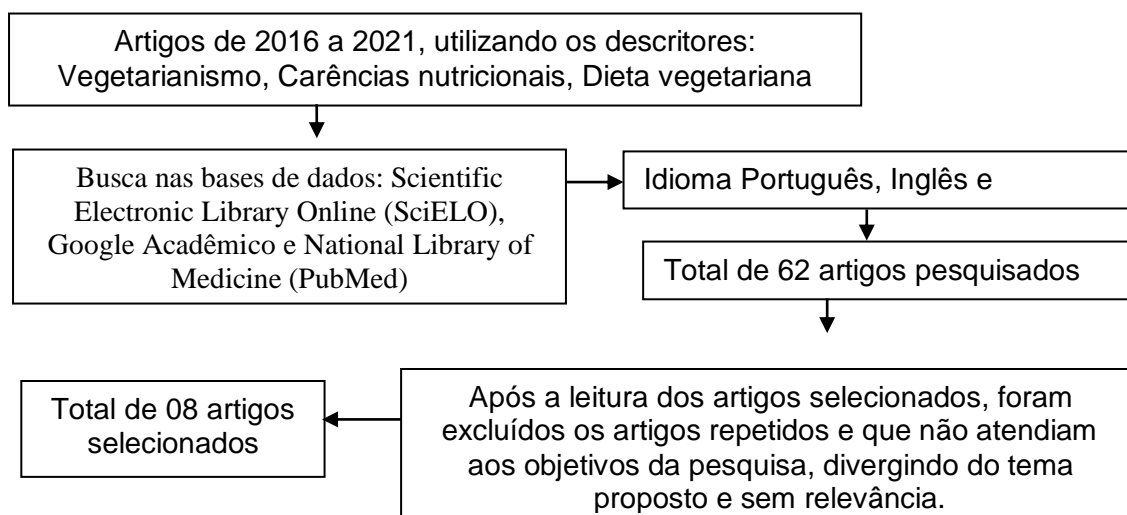 Artigos de 2016 a 2021, utilizando os descritores:
Vegetarianismo, Carências nutricionais, Dieta vegetariana
Busca nas bases de dados: Scientific
Electronic Library Online (SciELO),
Google Acadêmico e National Library of
Medicine (PubMed)
Idioma Português, Inglês e
Total de 62 artigos pesquisados
Após a leitura dos artigos selecionados, foram
excluídos os artigos repetidos e que não atendiam
aos objetivos da pesquisa, divergindo do tema
proposto e sem relevância.
Total de 08 artigos
selecionados